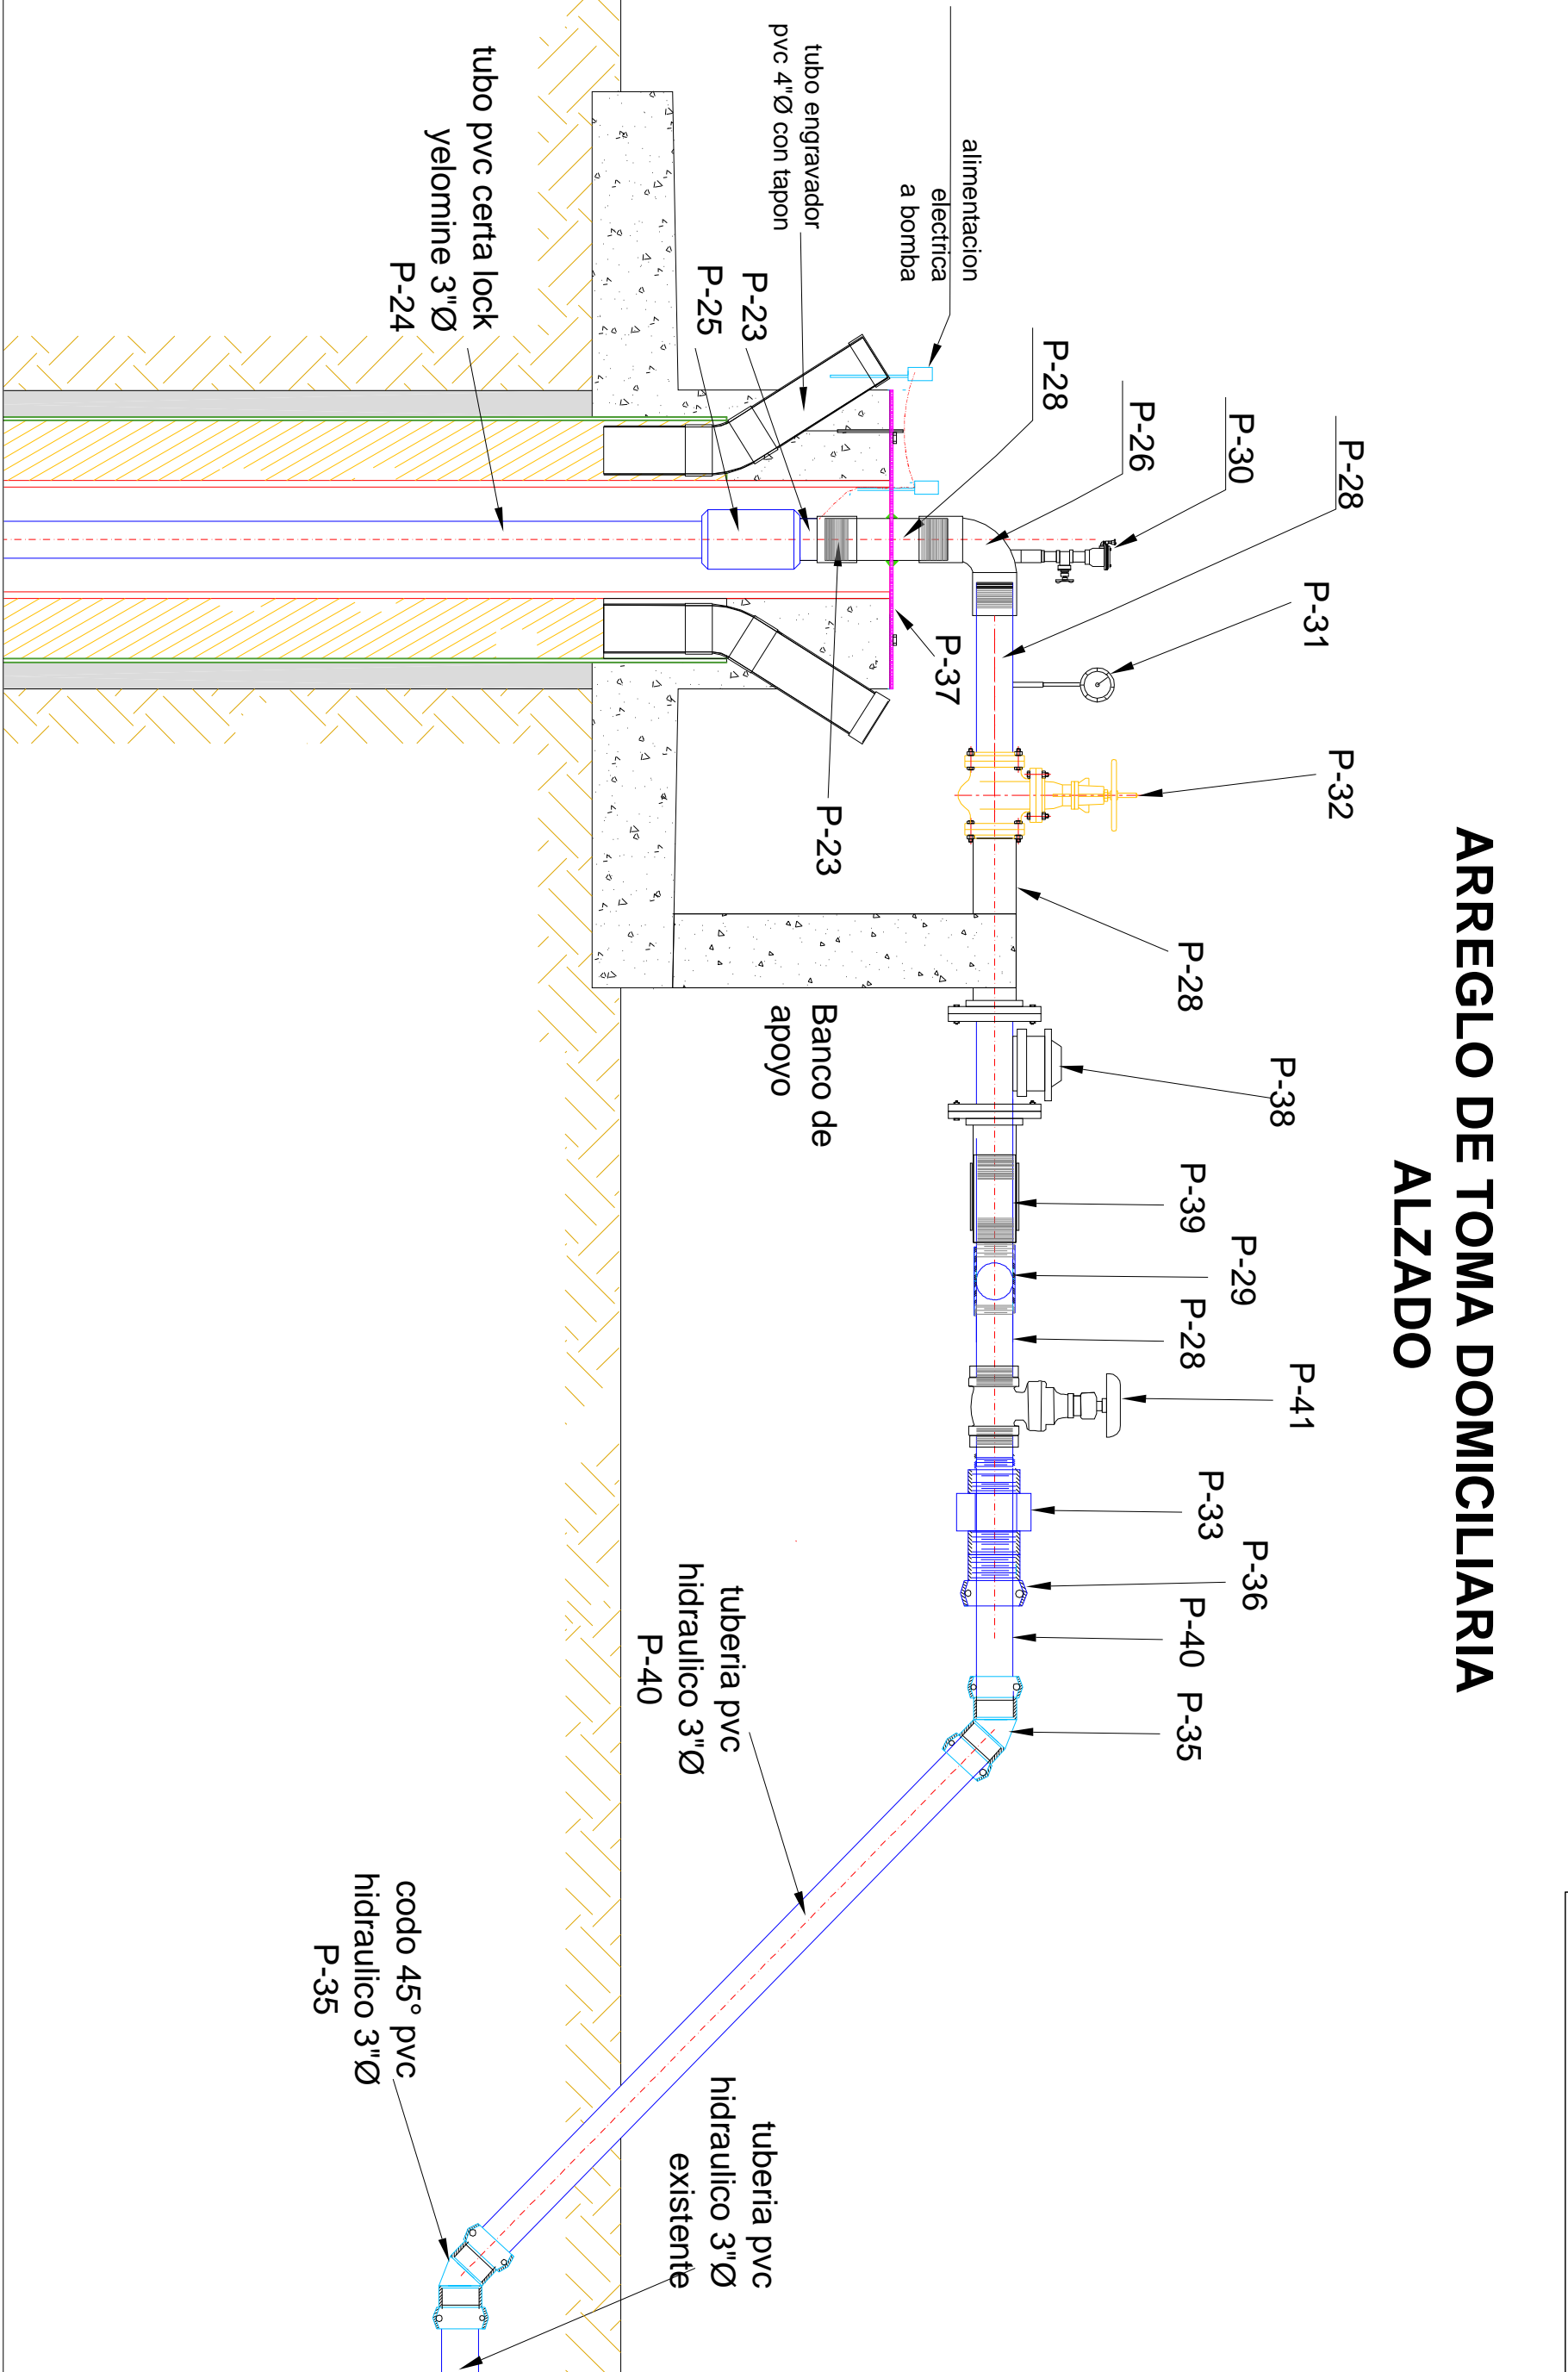 ARREGLO DE TOMA DOMICILIARIA
ALZADO
alimentacion
electrica
a bomba
tubo engravador
pvc 4"Ø con tapon
tubo pvc certa lock
yelomine 3"Ø
P-24
P-25
P-23
P-28
P-26
P-30
P-28
P-31
P-37
P-32
P-23
P-28
Banco de
apoyo
P-38
P-39
P-29
P-28
P-41
P-33
P-36
P-40
P-35
tuberia pvc
hidraulico 3"Ø
P-40
codo 45° pvc
hidraulico 3"Ø
P-35
tuberia pvc
hidraulico 3"Ø
existente